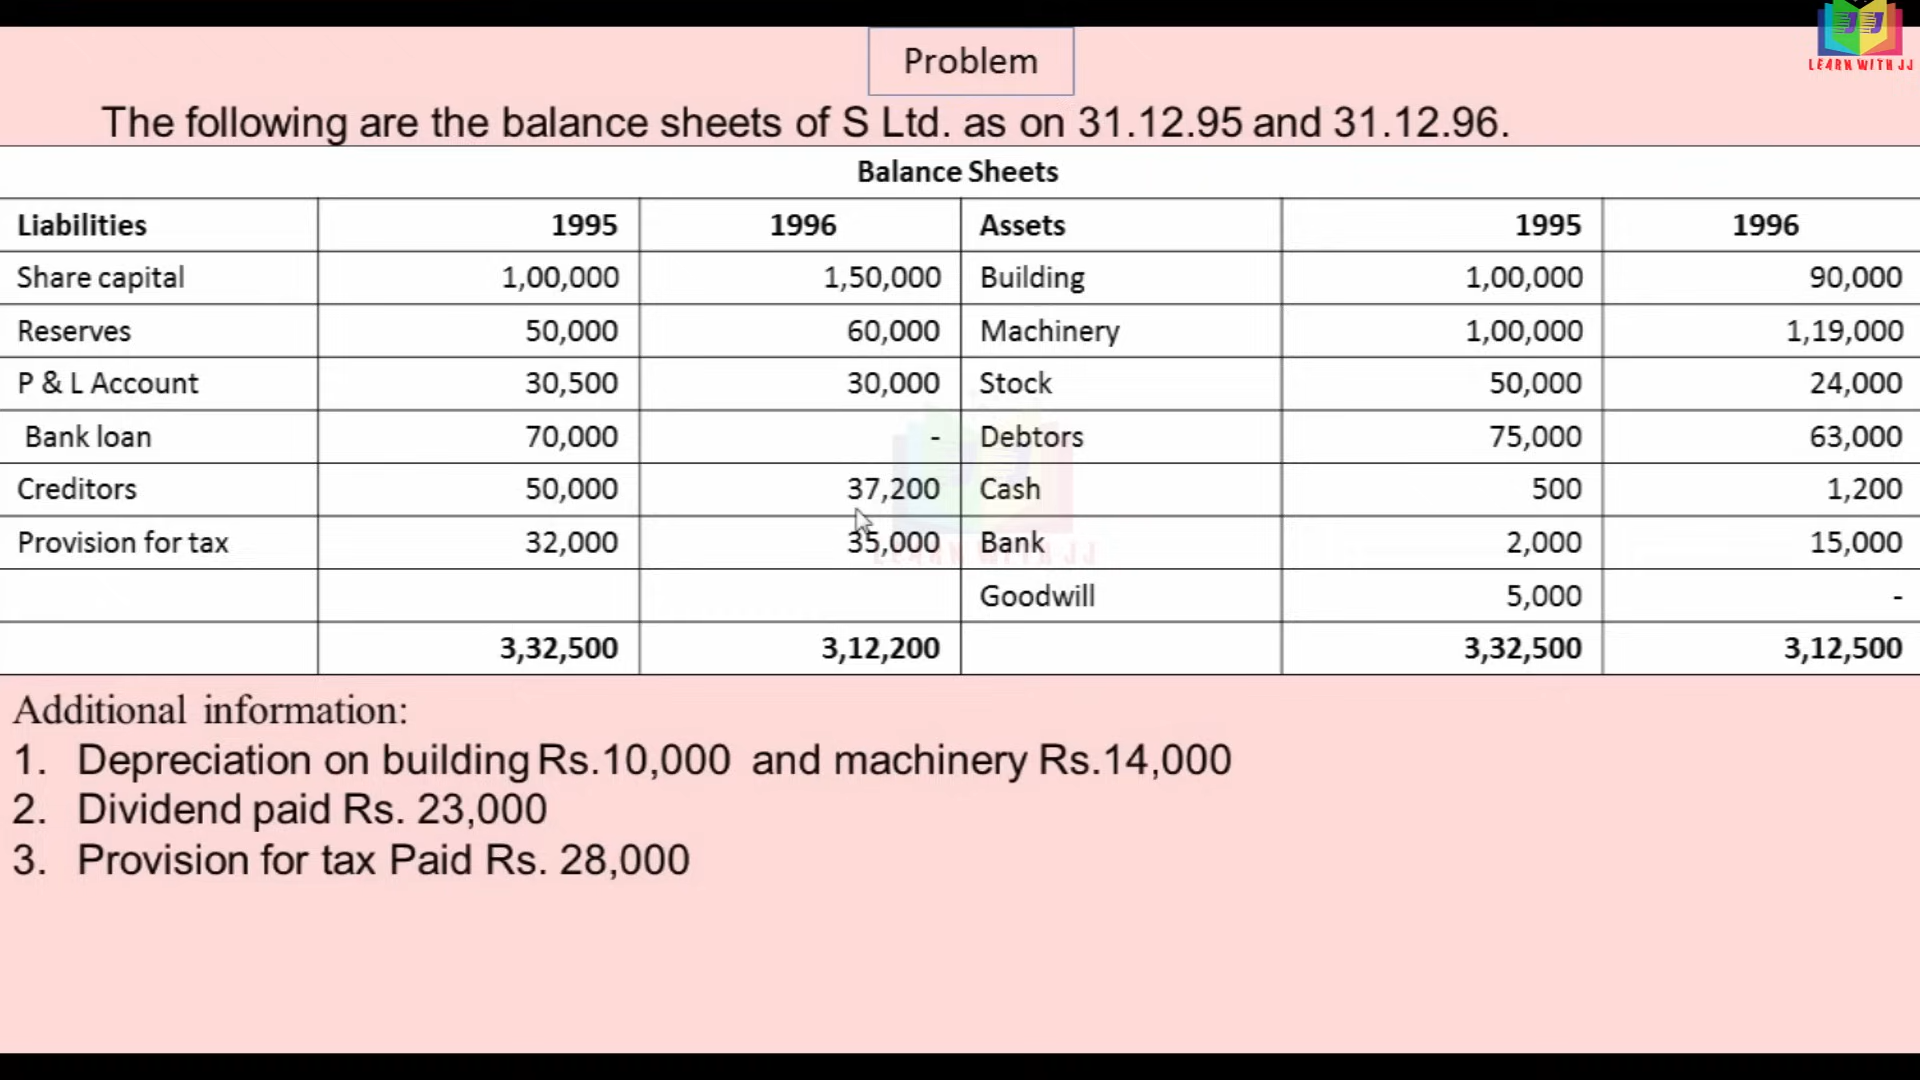 LEARN WITH JJ
Problem
The following are the balance sheets of S Ltd. as on 31.12.95 and 31.12.96.
Balance Sheets
Liabilities 1995 1996 Assets 1995 1996
Share capital 1,00,000 1,50,000 Building 1,00,000 90,000
Reserves 50,000 60,000 Machinery 1,00,000 1,19,000
P & L Account 30,500 30,000 Stock 50,000 24,000
Bank loan 70,000 - Debtors 75,000 63,000
Creditors 50,000 37,200 Cash 500 1,200
Provision for tax 32,000 35,000 Bank 2,000 15,000
LEARN WITH JJ
Goodwill 5,000 -
3,32,500 3,12,200 3,32,500 3,12,500
Additional information:
1. Depreciation on building Rs.10,000 and machinery Rs.14,000
2. Dividend paid Rs. 23,000
3. Provision for tax Paid Rs. 28,000